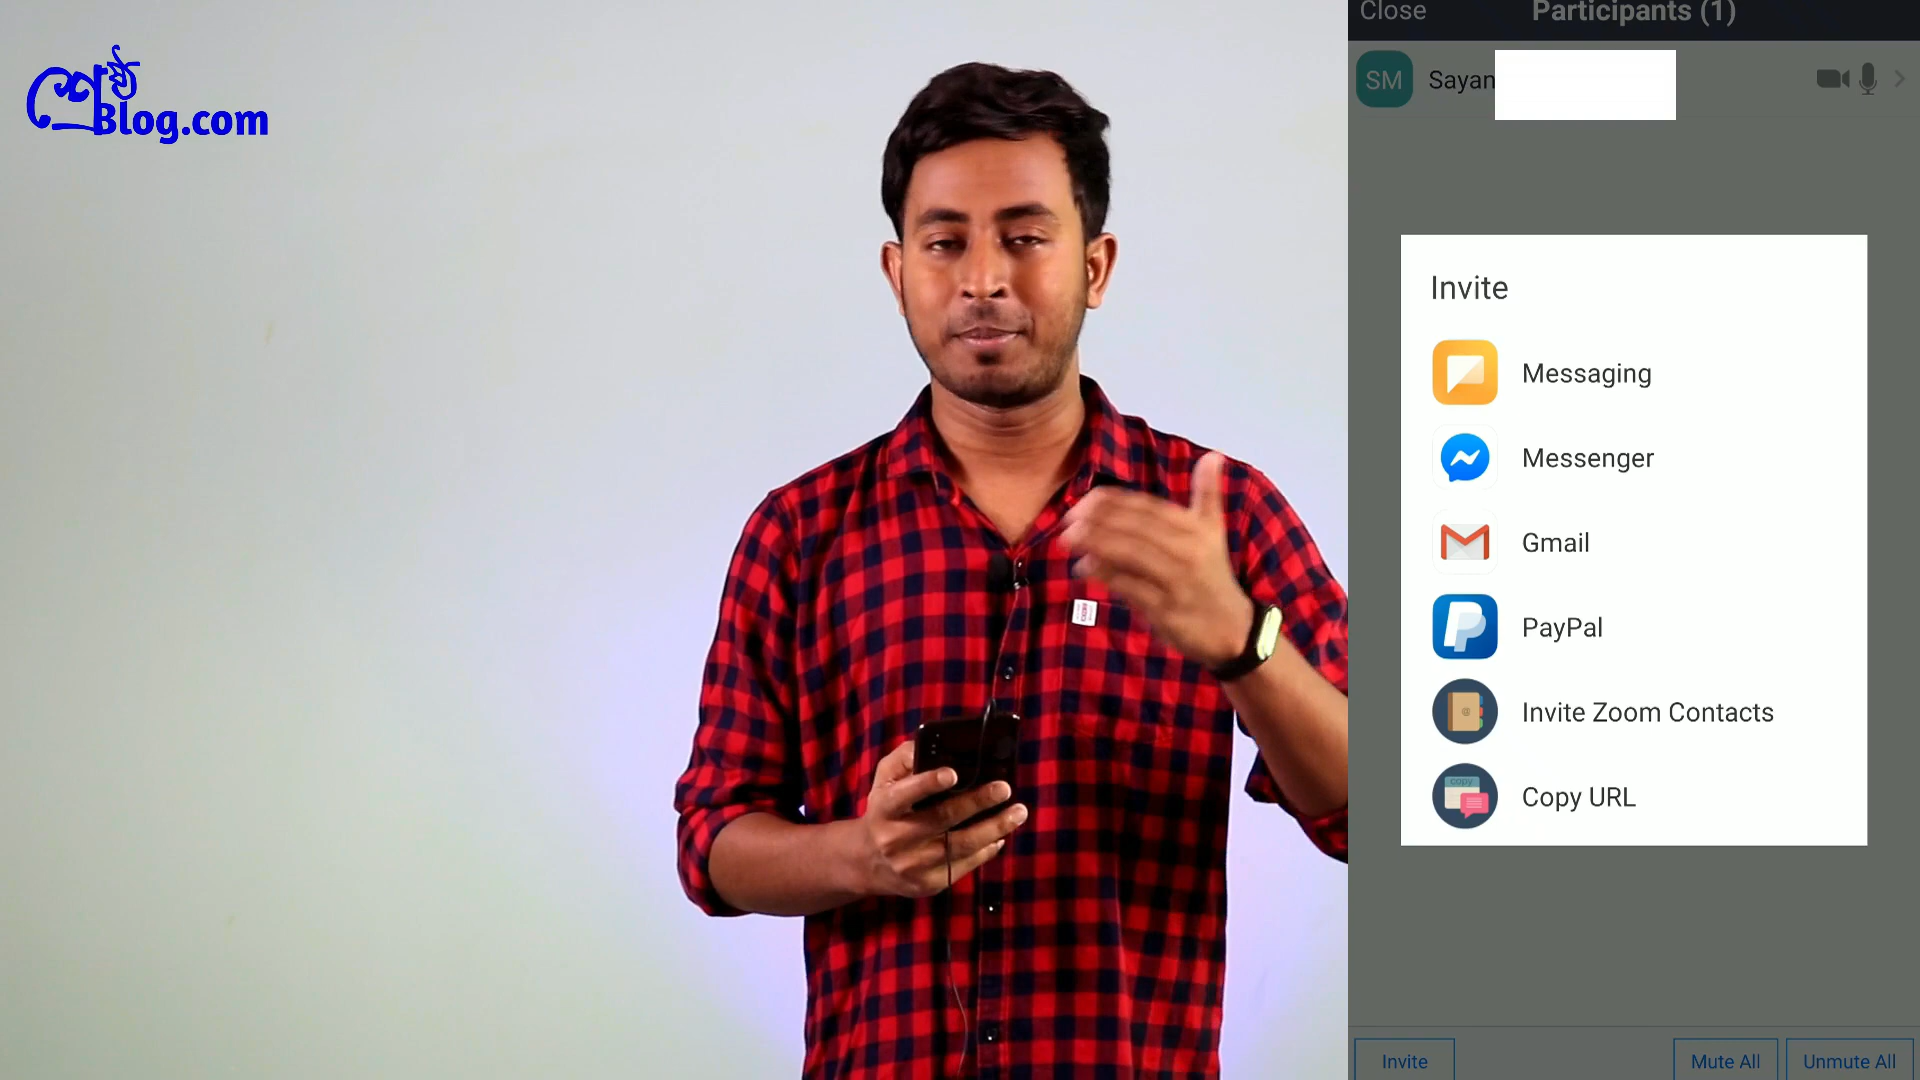 শ্রেষ্ঠ
Blog.com
Close
Participants (1)
SM
Sayan
Invite
Messaging
Messenger
Gmail
PayPal
Invite Zoom Contacts
copy
Copy URL
Invite
Mute All
Unmute All